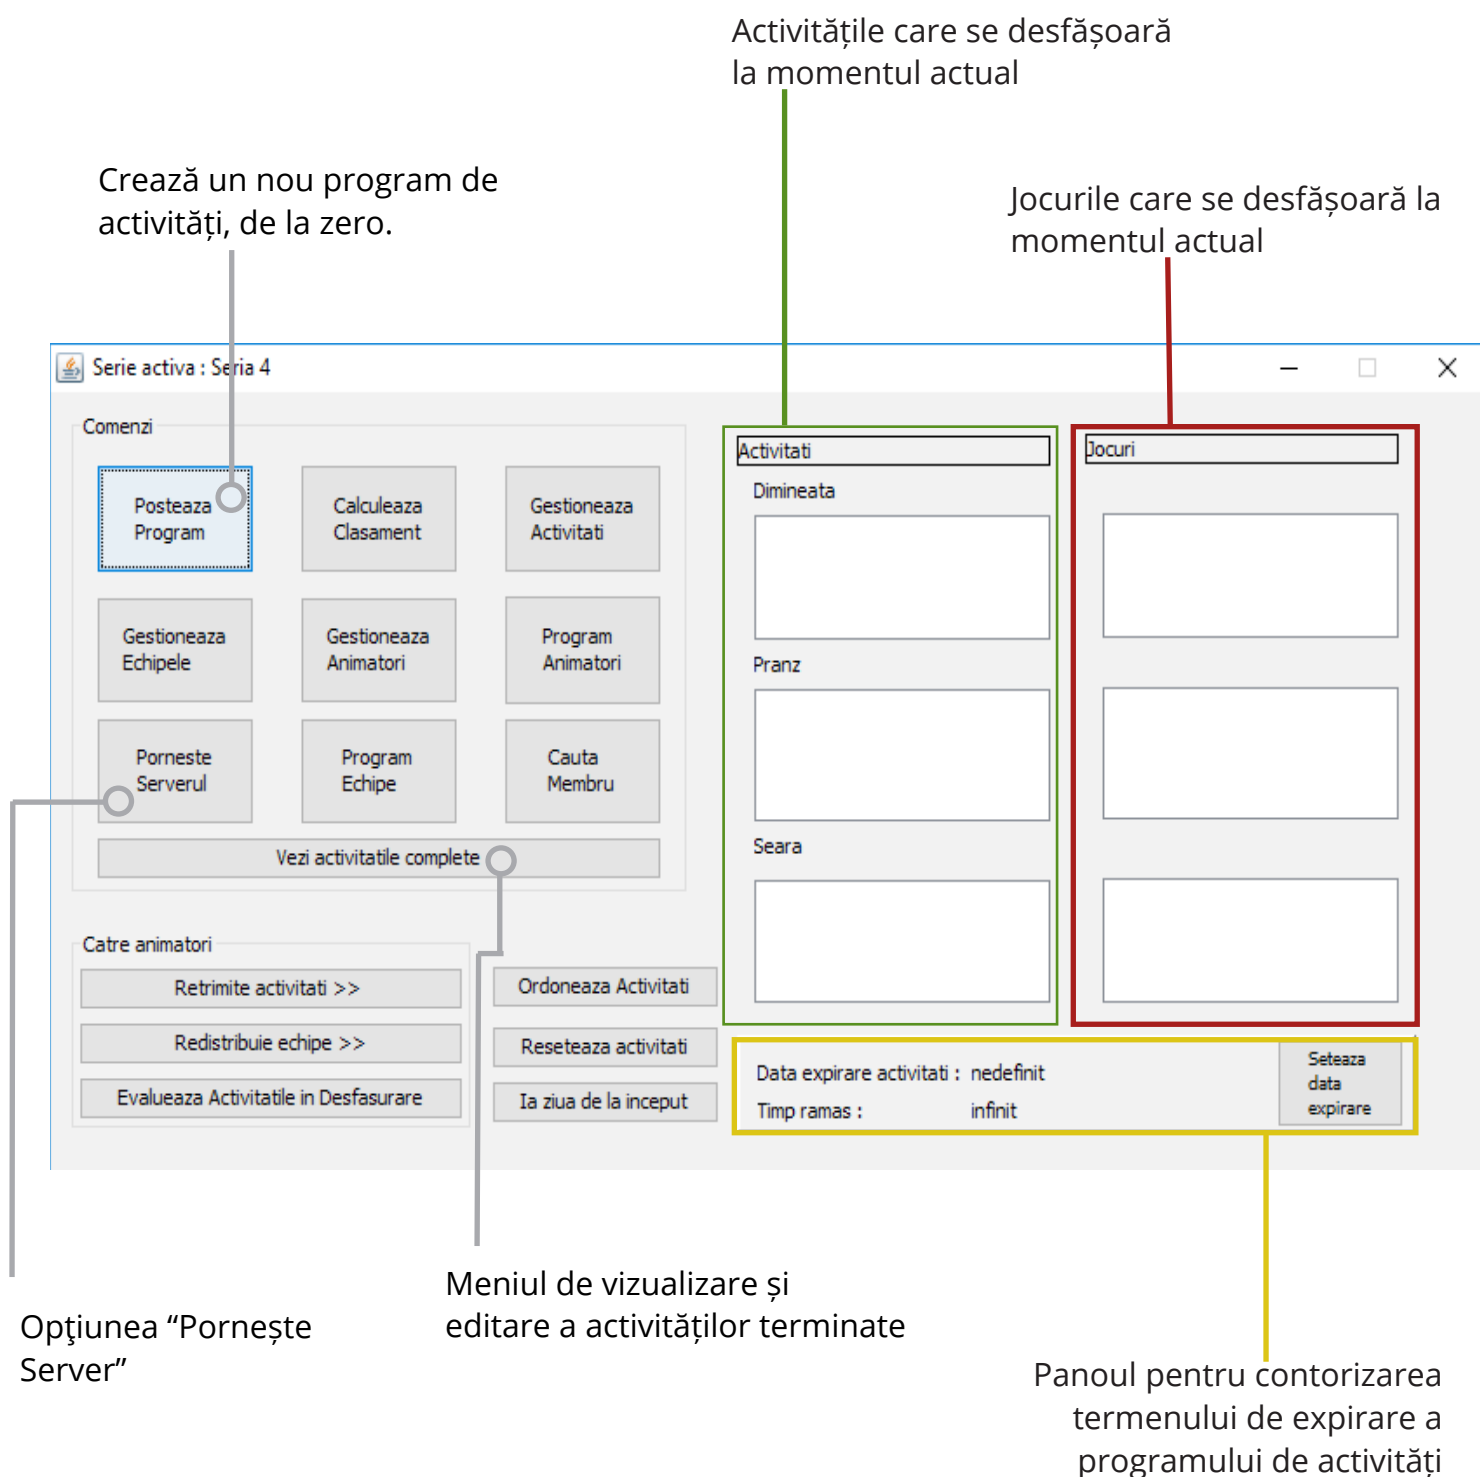 Activitățile care se desfășoară
la momentul actual
Crează un nou program de
activități, de la zero.
Jocurile care se desfășoară la
momentul actual
Serie activa : Seria 4
Comenzi
Posteaza
Program
Calculeaza
Clasament
Gestioneaza
Activitati
Gestioneaza
Echipele
Gestioneaza
Animatori
Program
Animatori
Porneste
Serverul
Program
Echipe
Cauta
Membru
Vezi activitatile complete
Activitati
Dimineata
Pranz
Seara
Jocuri
Catre animatori
Retrimite activitati >>
Redistribuie echipe >>
Evalueaza Activitatile in Desfasurare
Ordoneaza Activitati
Reseteaza activitati
Ia ziua de la inceput
Data expirare activitati : nedefinit
Timp ramas : infinit
Seteaza
data
expirare
Opţiunea “Pornește
Server”
Meniul de vizualizare și
editare a activităților terminate
Panoul pentru contorizarea
termenului de expirare a
programului de activități